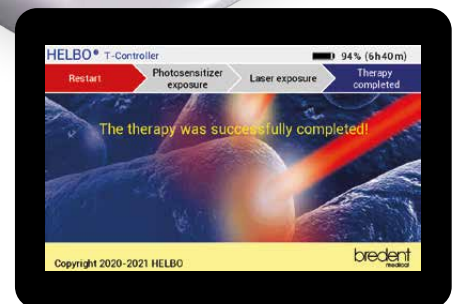 HELBO® T-Controller
94% (6h40m)
Restart
Photosensitizer
exposure
Laser exposure
Therapy
completed
The therapy was successfully completed!
Copyright 2020-2021 HELBO
bredent
medical